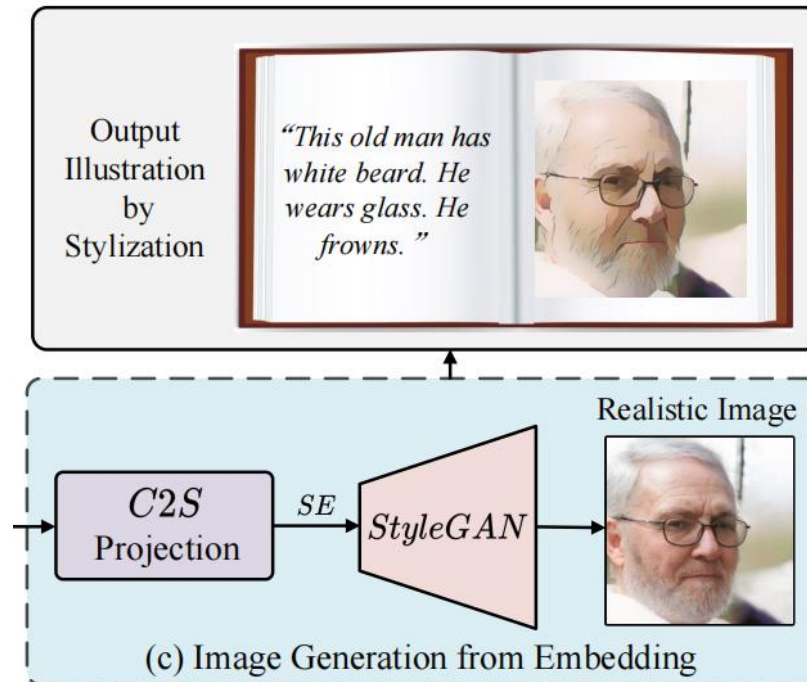 Output
Illustration
by
Stylization
“This old man has
white beard. He
wears glass. He
frowns. ”
Realistic Image
C2S
Projection
SE
StyleGAN
(c) Image Generation from Embedding